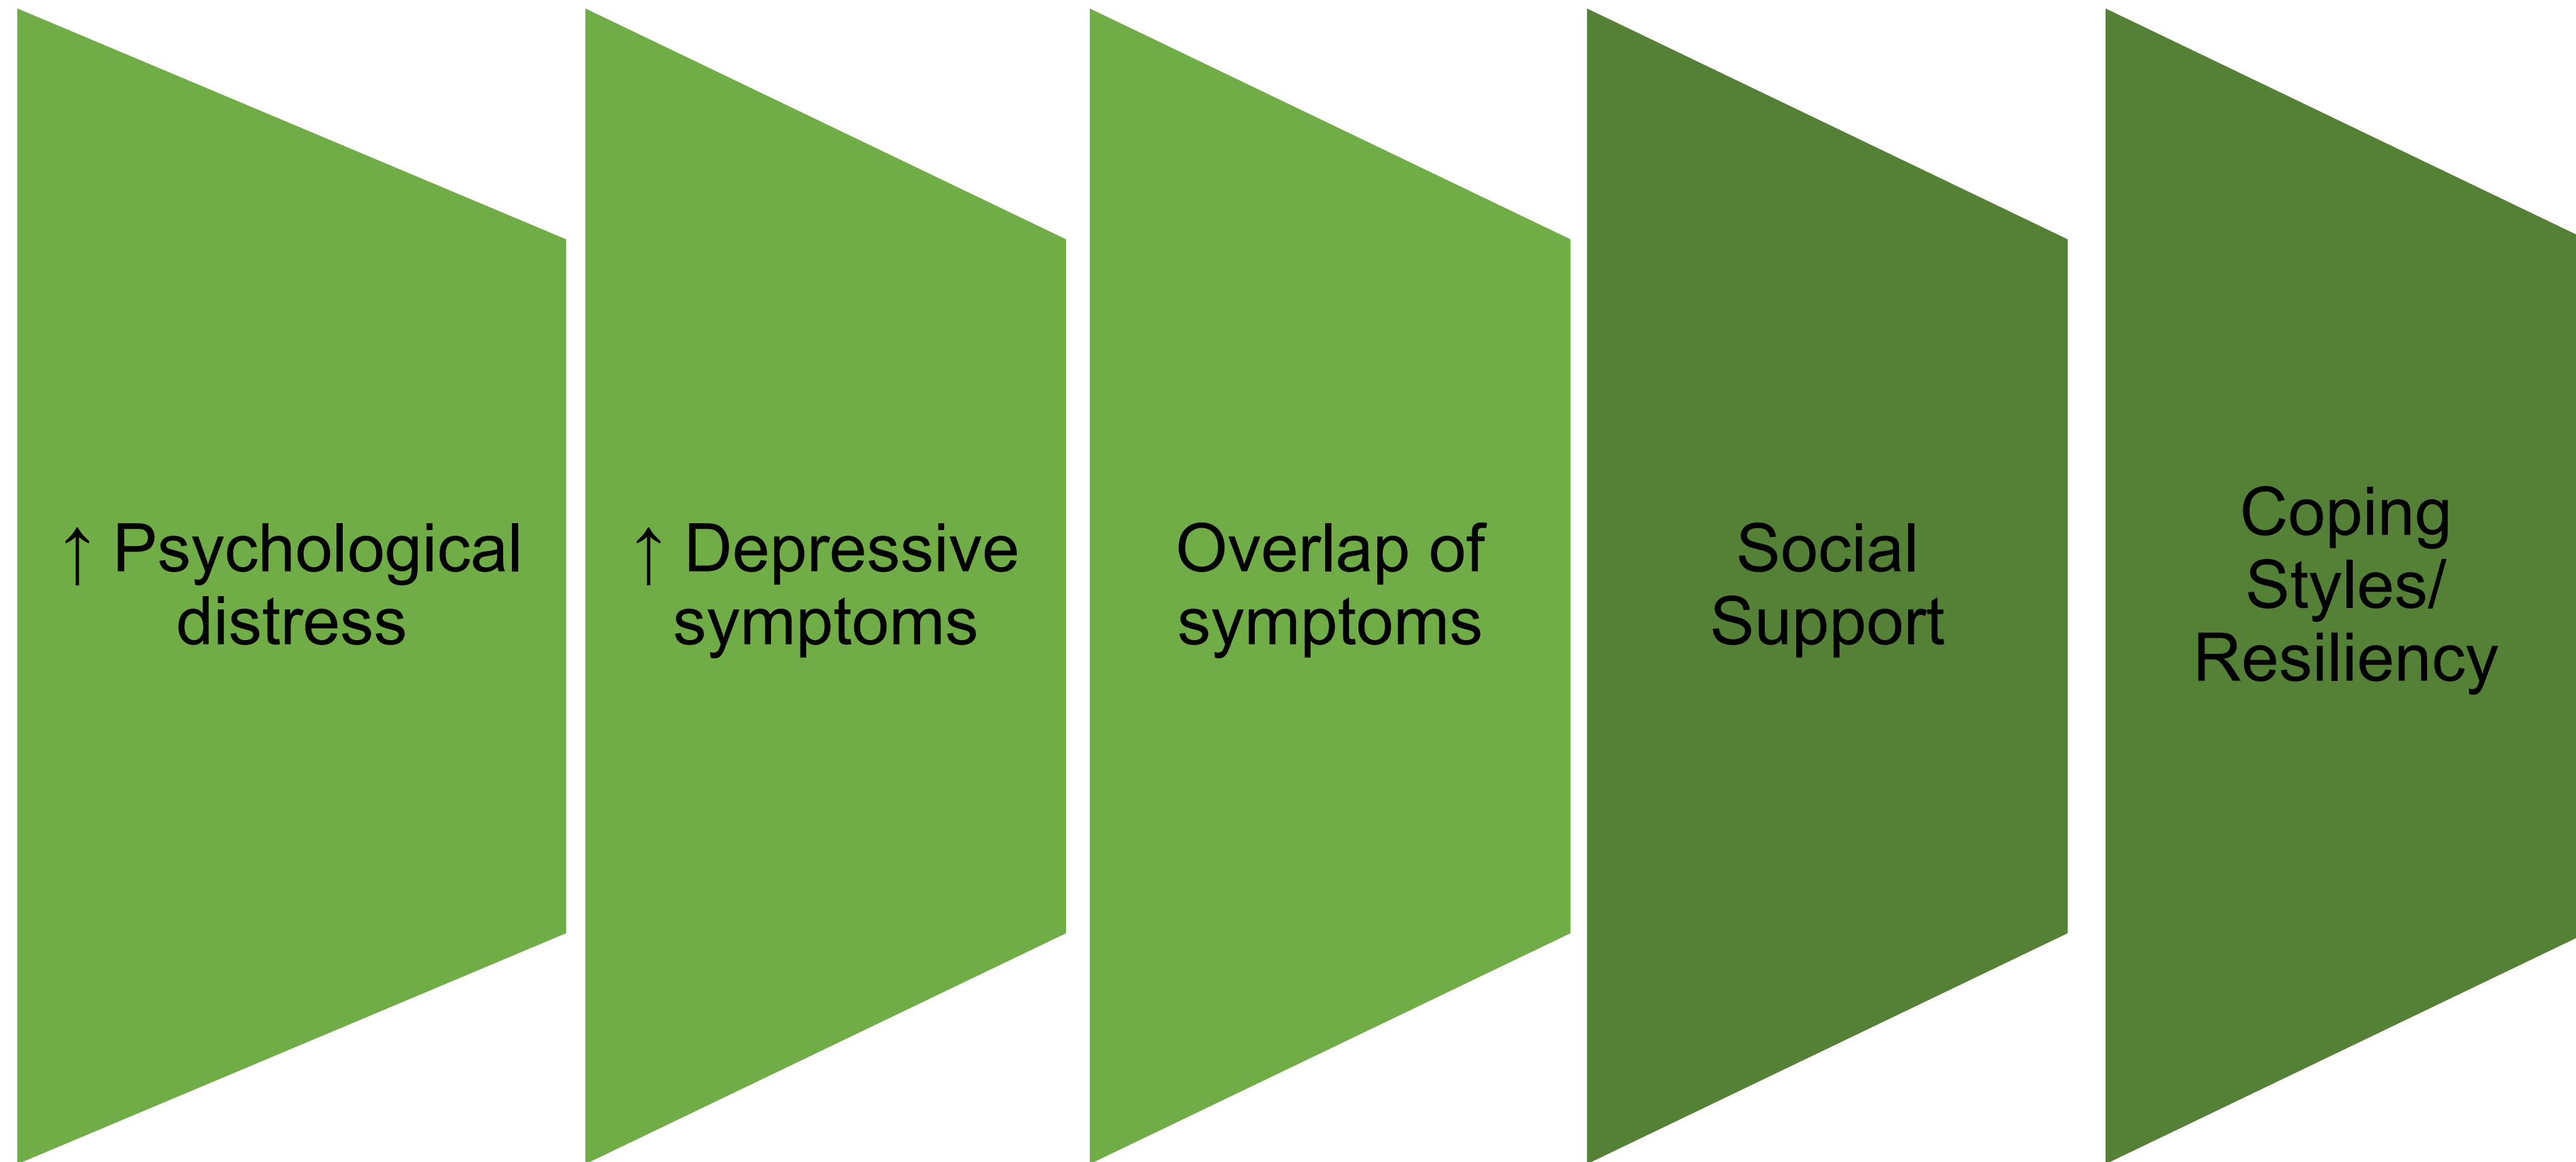 ↑ Psychological
distress
↑ Depressive
symptoms
Overlap of
symptoms
Social
Support
Coping
Styles/
Resiliency